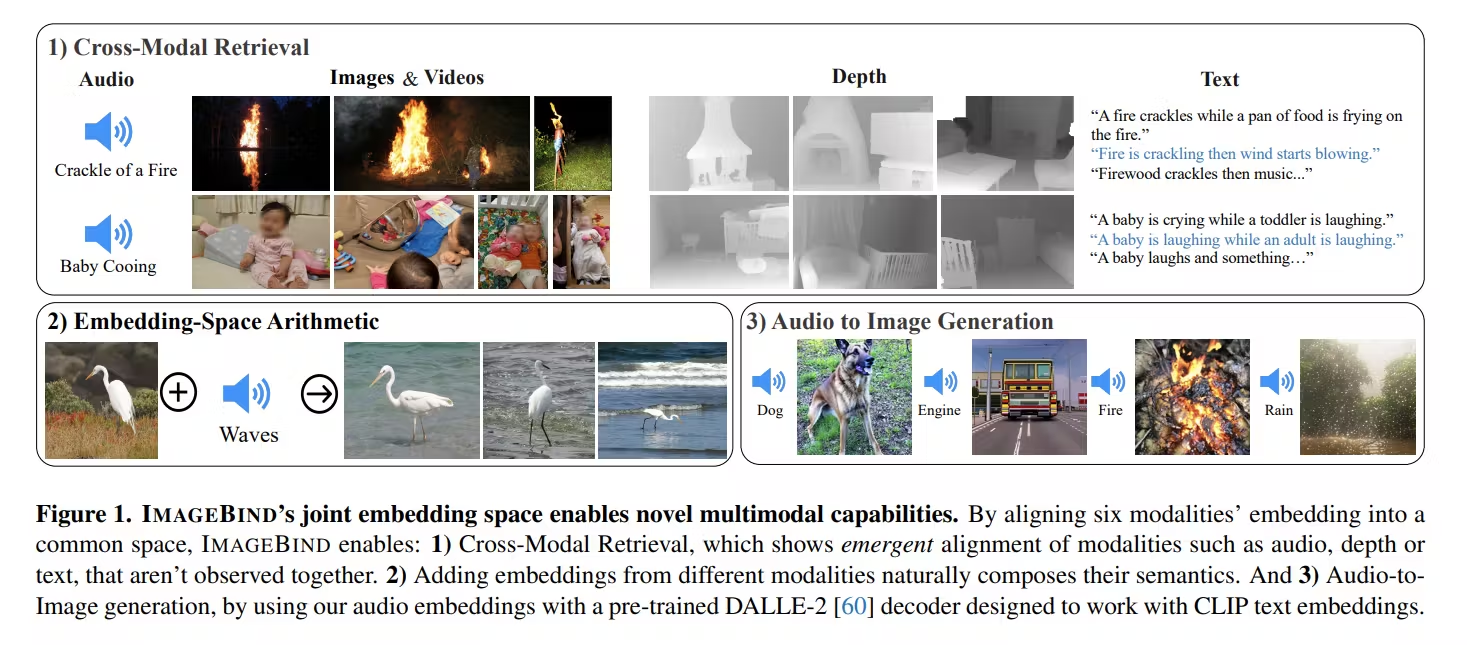 1) Cross-Modal Retrieval
Audio
Images & Videos
Depth
Text
Crackle of a Fire
“A fire crackles while a pan of food is frying on
the fire.”
“Fire is crackling then wind starts blowing.”
“Firewood crackles then music...”
Baby Cooing
“A baby is crying while a toddler is laughing.”
“A baby is laughing while an adult is laughing.”
“A baby laughs and something…”
2) Embedding-Space Arithmetic
Waves
3) Audio to Image Generation
Dog
Engine
Fire
Rain
Figure 1. IMAGEBIND’s joint embedding space enables novel multimodal capabilities. By aligning six modalities’ embedding into a
common space, IMAGEBIND enables: 1) Cross-Modal Retrieval, which shows emergent alignment of modalities such as audio, depth or
text, that aren’t observed together. 2) Adding embeddings from different modalities naturally composes their semantics. And 3) Audio-to-
Image generation, by using our audio embeddings with a pre-trained DALLE-2 [60] decoder designed to work with CLIP text embeddings.